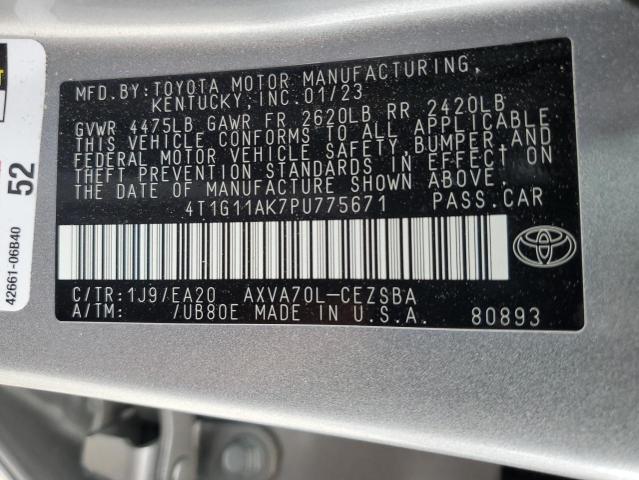 MFD.BY:TOYOTA MOTOR MANUFACTURING,
KENTUCKY, INC.01/23
GVWR 4475LB GAWR FR 2620LB RR 2420LB
THIS VEHICLE CONFORMS TO ALL APPLICABLE
FEDERAL MOTOR VEHICLE SAFETY, BUMPER, AND
THEFT PREVENTION STANDARDS IN EFFECT ON
THE DATE OF MANUFACTURE SHOWN ABOVE.
4T1G11AK7PU775671 PASS.CAR
C/TR:1J9/EA20 AXVA70L-CEZSBA
A/TM: /UB80E MADE IN U.S.A. 80893
52
42661-06B40